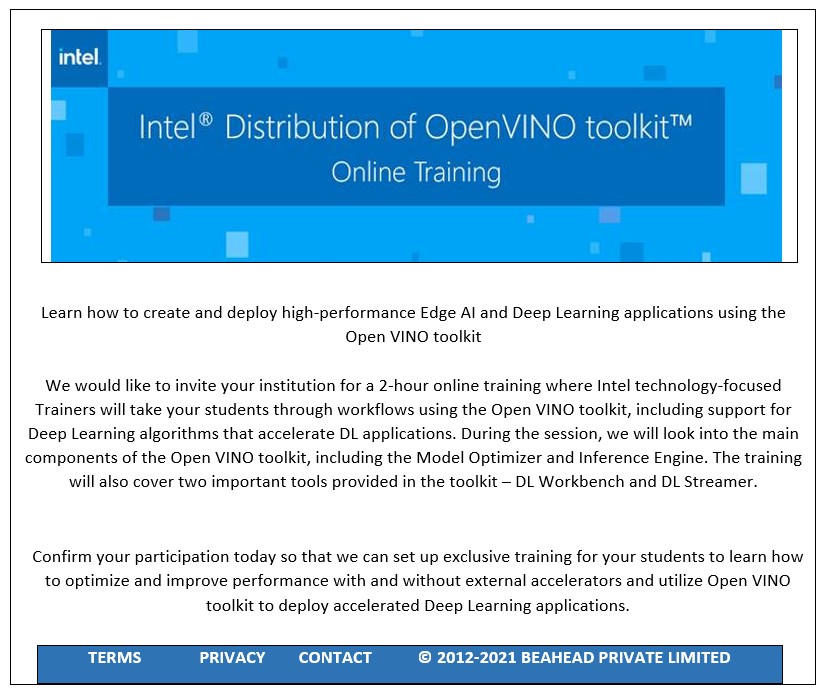 intel.
Intel® Distribution of OpenVINO toolkit™
Online Training
Learn how to create and deploy high-performance Edge AI and Deep Learning applications using the
Open VINO toolkit
We would like to invite your institution for a 2-hour online training where Intel technology-focused
Trainers will take your students through workflows using the Open VINO toolkit, including support for
Deep Learning algorithms that accelerate DL applications. During the session, we will look into the main
components of the Open VINO toolkit, including the Model Optimizer and Inference Engine. The training
will also cover two important tools provided in the toolkit – DL Workbench and DL Streamer.
Confirm your participation today so that we can set up exclusive training for your students to learn how
to optimize and improve performance with and without external accelerators and utilize Open VINO
toolkit to deploy accelerated Deep Learning applications.
TERMS PRIVACY CONTACT © 2012-2021 BEAHEAD PRIVATE LIMITED